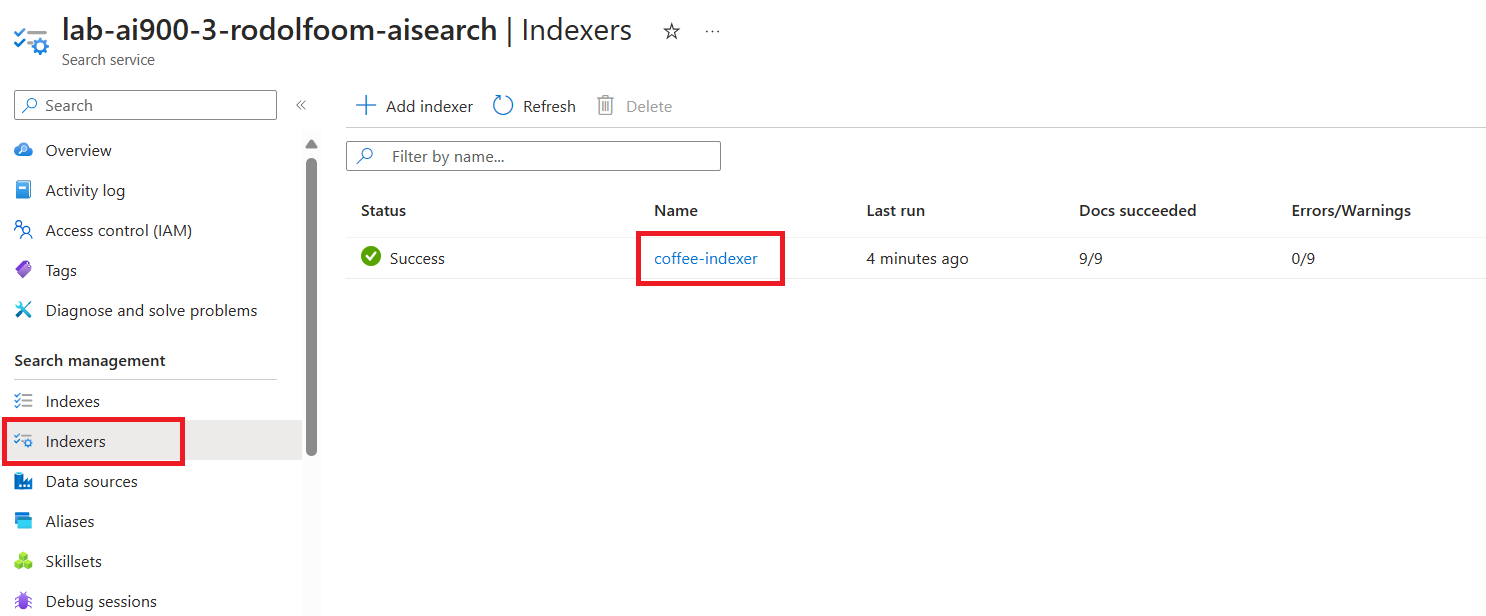 lab-ai900-3-rodolfoom-aisearch | Indexers
Search service
Search
Add indexer Refresh Delete
Filter by name...
Overview
Activity log
Access control (IAM)
Tags
Diagnose and solve problems
Search management
Indexes
Indexers
Data sources
Aliases
Skillsets
Debug sessions
Status Name Last run Docs succeeded Errors/Warnings
Success coffee-indexer 4 minutes ago 9/9 0/9